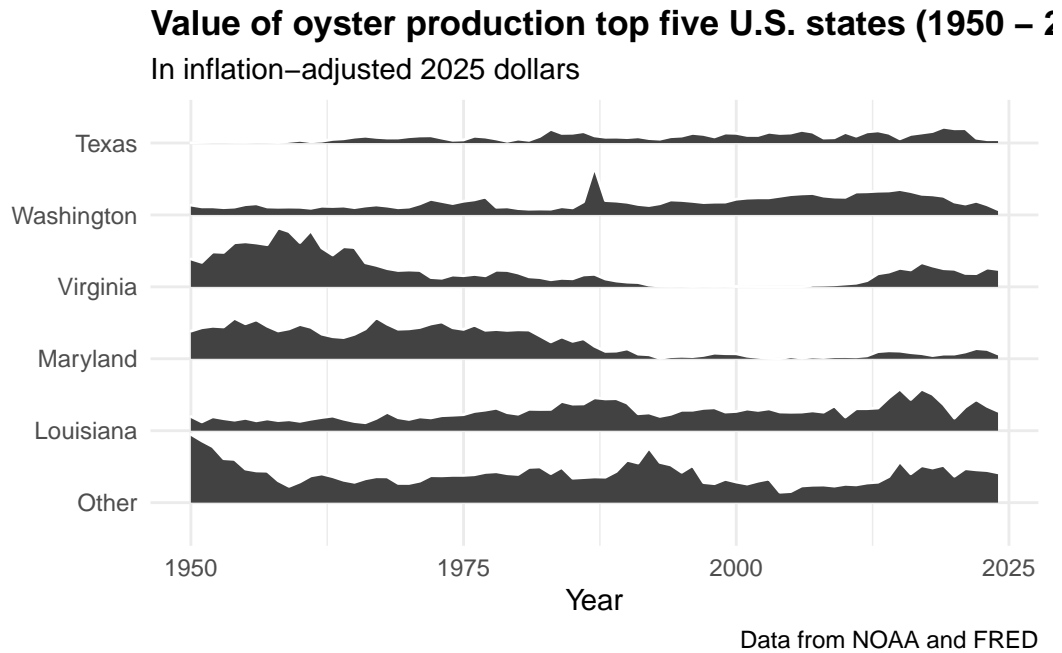 Value of oyster production top five U.S. states (1950 – 2
In inflation−adjusted 2025 dollars
Texas
Washington
Virginia
Maryland
Louisiana
Other
1950 1975 2000 2025
Year
Data from NOAA and FRED